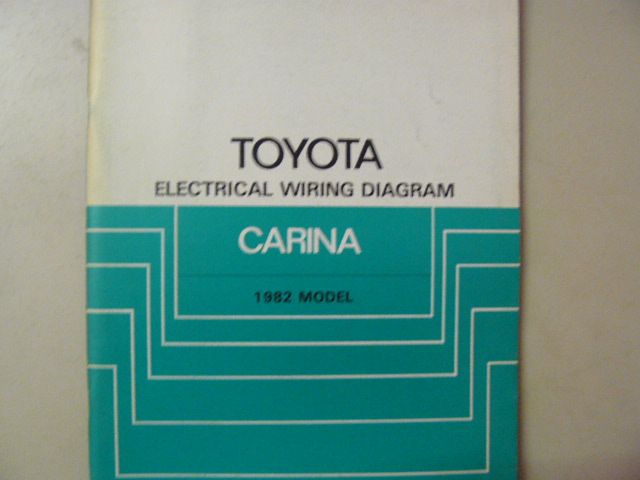 TOYOTA
ELECTRICAL WIRING DIAGRAM
CARINA
1982 MODEL